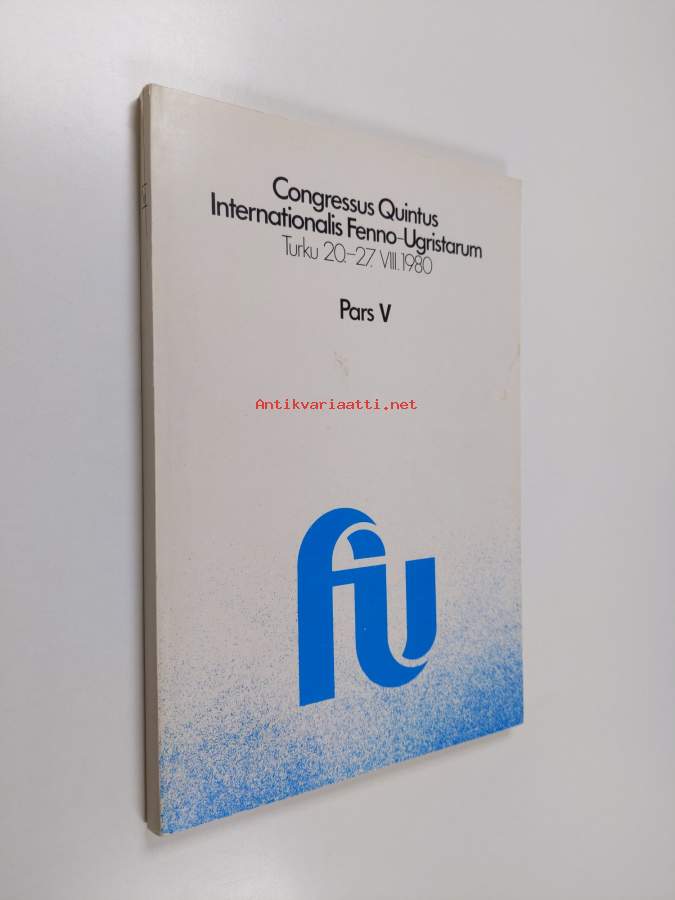 Congressus Quintus
Internationalis Fenno-Ugristarum
Turku 20.-27. VIII. 1980
Pars V
Antikvariaatti.net
fu